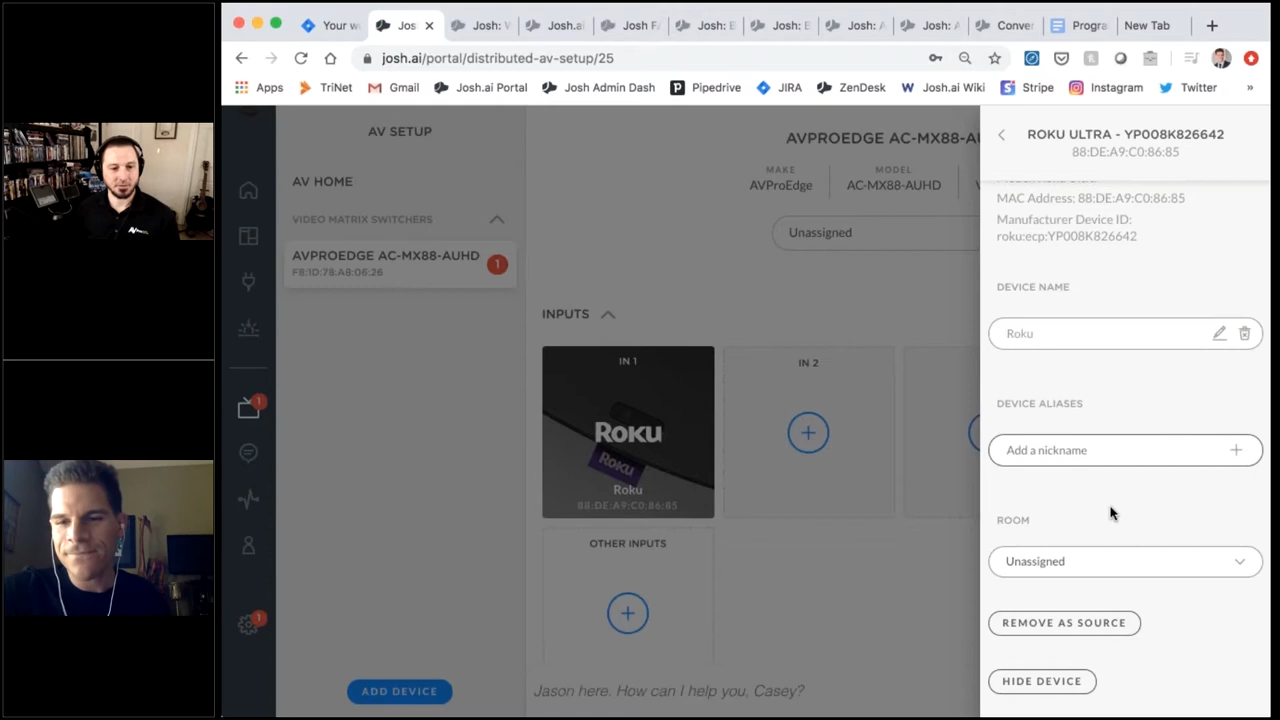 Your w
Jos
Josh: V
Josh.ai
Josh FA
Josh: E
Josh: E
Josh: A
Josh: A
Conver
Progra
New Tab
josh.ai/portal/distributed-av-setup/25
Apps
TriNet
Gmail
Josh.ai Portal
Josh Admin Dash
Pipedrive
JIRA
ZenDesk
Josh.ai Wiki
Stripe
Instagram
Twitter
»
AV SETUP
AV HOME
VIDEO MATRIX SWITCHERS
AVPROEDGE AC-MX88-AUHD
F8:1D:78:A8:06:26
1
1
1
ADD DEVICE
AVPROEDGE AC-MX88-AU
MAKE
AVProEdge
MODEL
AC-MX88-AUHD
Unassigned
INPUTS
IN 1
ROKU
Roku
Roku
88:DE:A9:C0:86:85
IN 2
OTHER INPUTS
Jason here. How can I help you, Casey?
ROKU ULTRA - YP008K826642
88:DE:A9:C0:86:85
MAC Address: 88:DE:A9:C0:86:85
Manufacturer Device ID:
roku:ecp:YP008K826642
DEVICE NAME
Roku
DEVICE ALIASES
Add a nickname
ROOM
Unassigned
REMOVE AS SOURCE
HIDE DEVICE